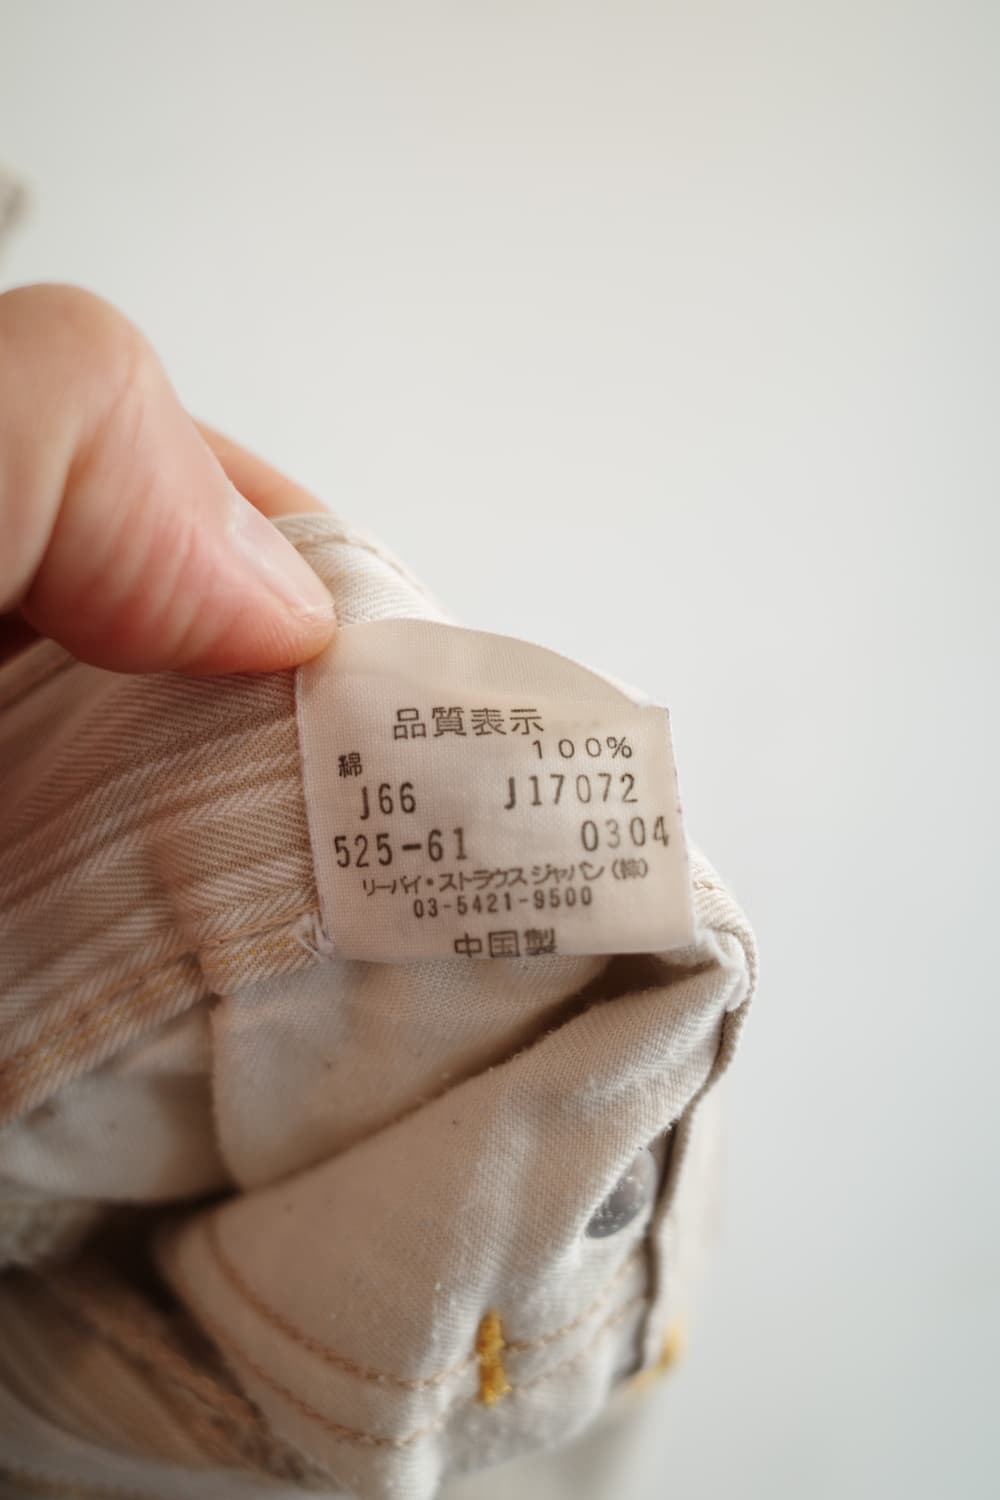 品質表示
綿 100%
J66 J17072
525-61 0304
リーバイ・ストラウスジャパン(株)
03-5421-9500
中国製